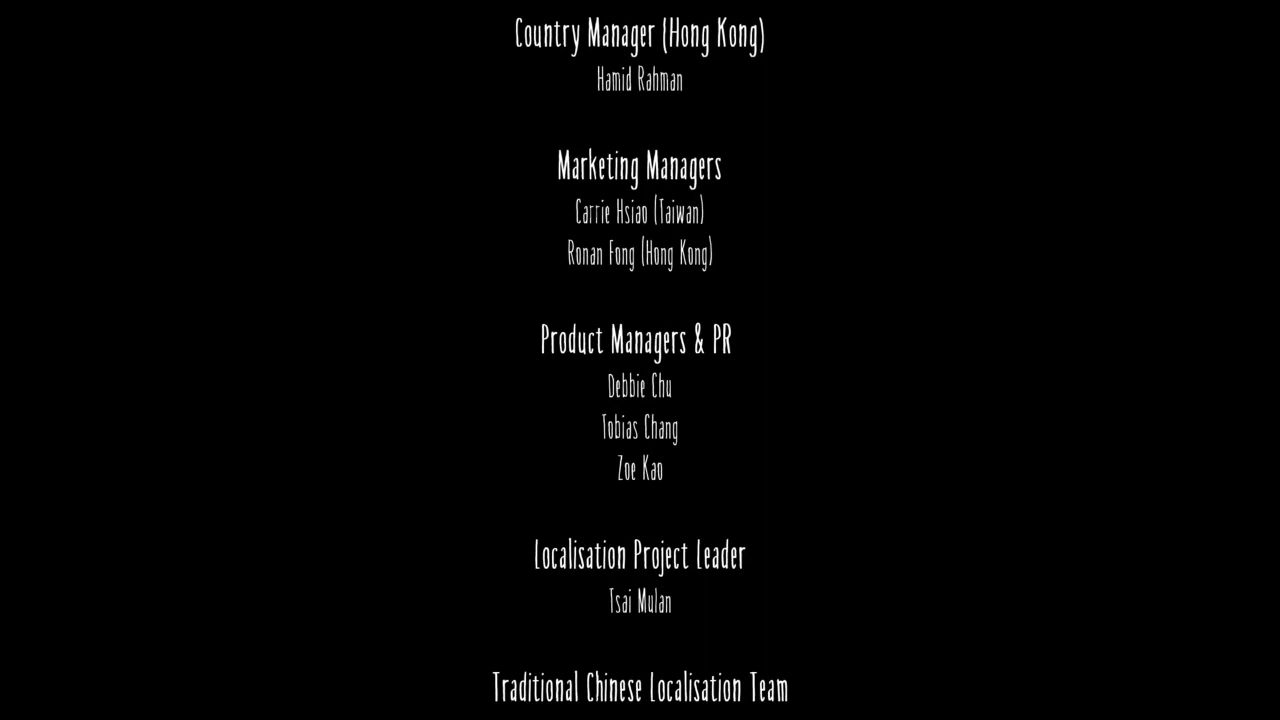 Country Manager (Hong Kong)
Hamid Rahman
Marketing Managers
Carrie Hsiao (Taiwan)
Ronan Fong (Hong Kong)
Product Managers & PR
Debbie Chu
Tobias Chang
Zoe Kao
Localisation Project Leader
Tsai Mulan
Traditional Chinese Localisation Team